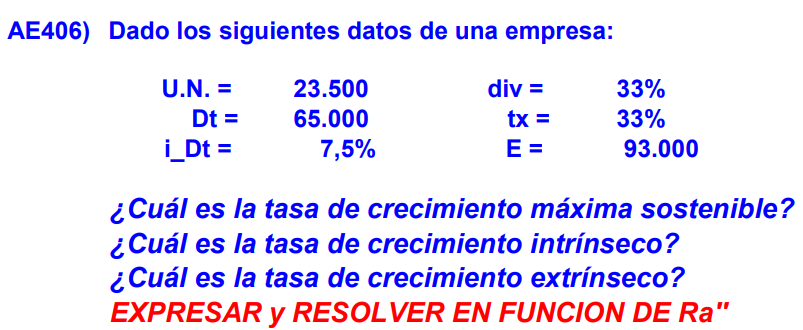 AE406) Dado los siguientes datos de una empresa:
U.N. = 23.500 div = 33%
Dt = 65.000 tx = 33%
i_Dt = 7,5% E = 93.000
¿Cuál es la tasa de crecimiento máxima sostenible?
¿Cuál es la tasa de crecimiento intrínseco?
¿Cuál es la tasa de crecimiento extrínseco?
EXPRESAR y RESOLVER EN FUNCION DE Ra"